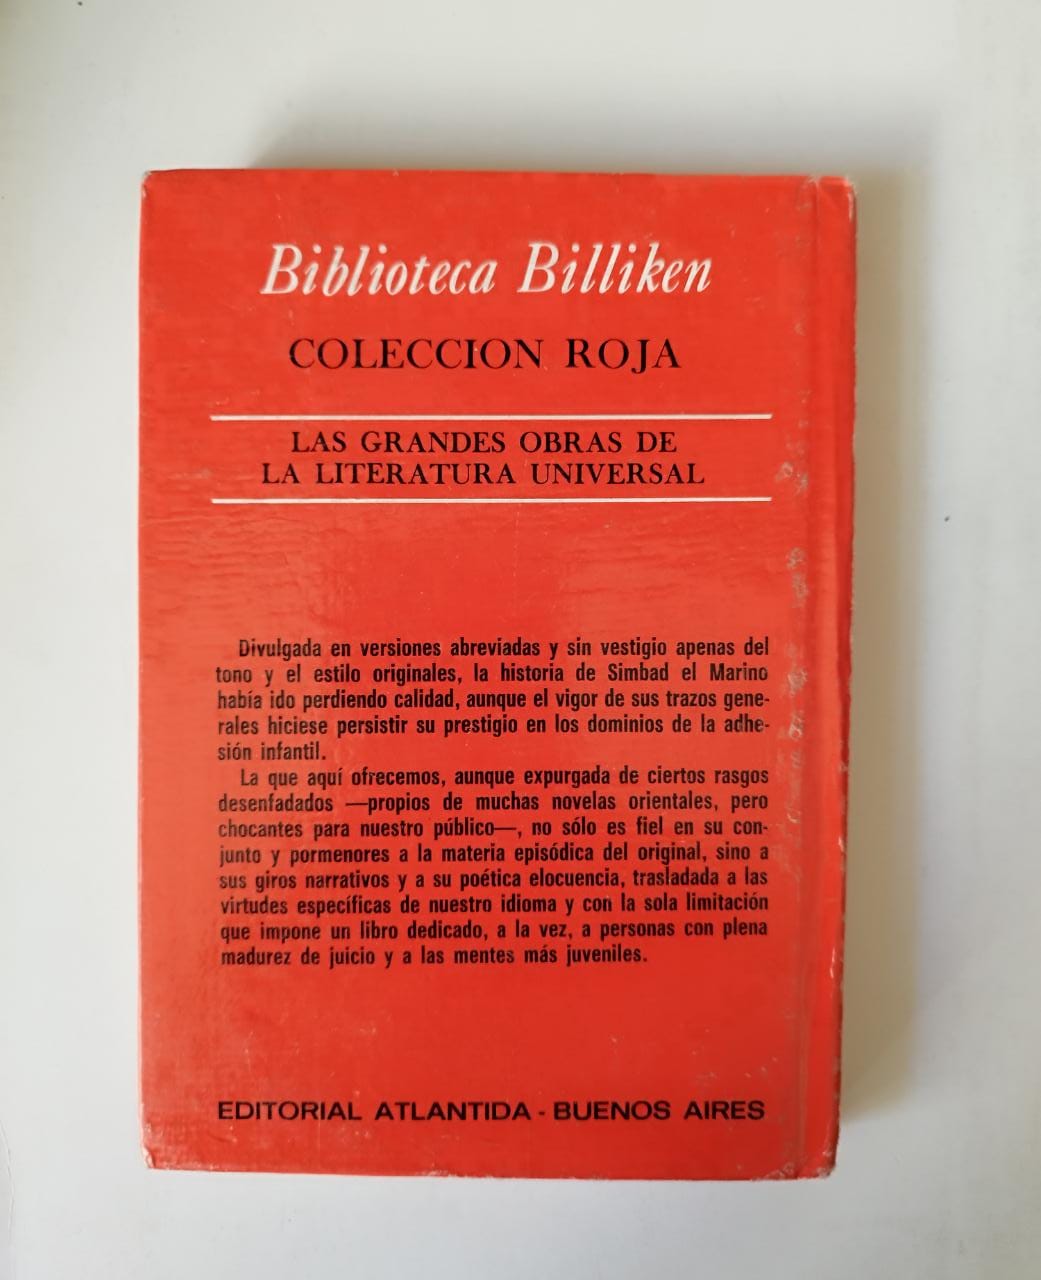 Biblioteca Billiken
COLECCION ROJA
LAS GRANDES OBRAS DE
LA LITERATURA UNIVERSAL
Divulgada en versiones abreviadas y sin vestigio apenas del
tono y el estilo originales, la historia de Simbad el Marino
había ido perdiendo calidad, aunque el vigor de sus trazos gene-
rales hiciese persistir su prestigio en los dominios de la adhe-
sión infantil.
La que aquí ofrecemos, aunque expurgada de ciertos rasgos
desenfadados —propios de muchas novelas orientales, pero
chocantes para nuestro público—, no sólo es fiel en su con-
junto y pormenores a la materia episódica del original, sino a
sus giros narrativos y a su poética elocuencia, trasladada a las
virtudes específicas de nuestro idioma y con la sola limitación
que impone un libro dedicado, a la vez, a personas con plena
madurez de juicio y a las mentes más juveniles.
EDITORIAL ATLANTIDA - BUENOS AIRES